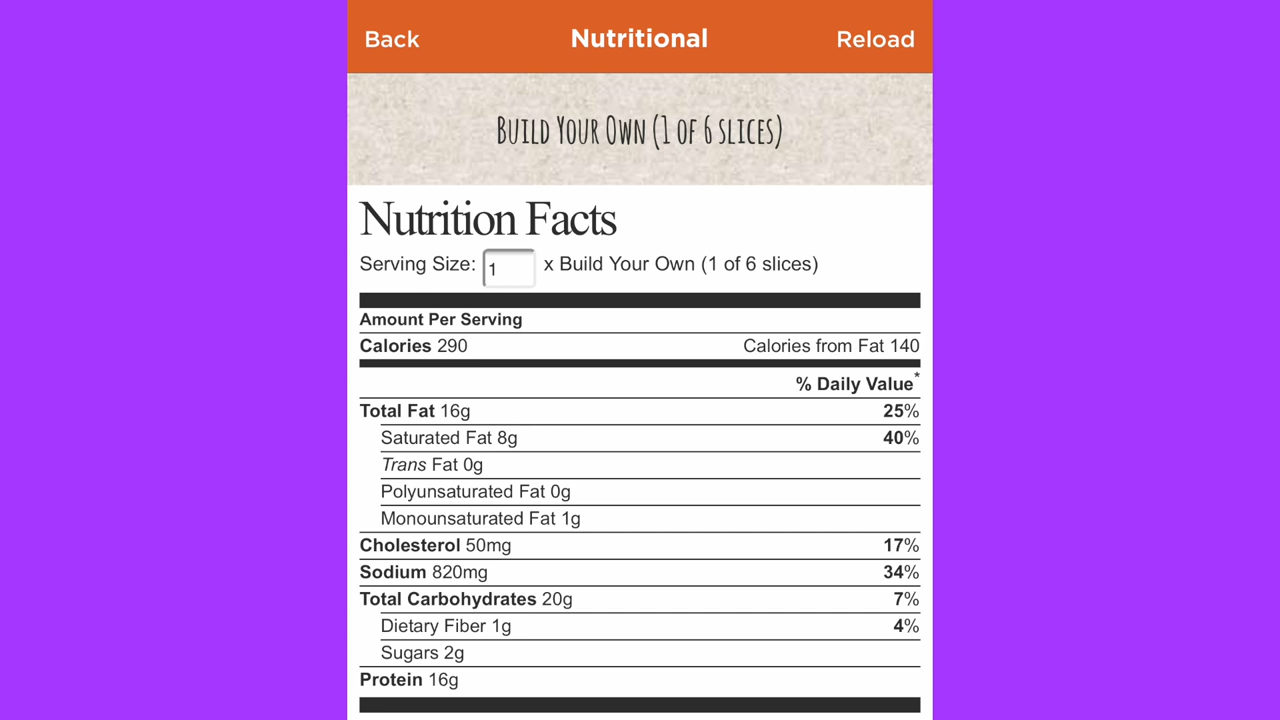 Back Nutritional Reload
BUILD YOUR OWN (1 OF 6 SLICES)
Nutrition Facts
Serving Size: 1 x Build Your Own (1 of 6 slices)
Amount Per Serving
Calories 290 Calories from Fat 140
% Daily Value*
Total Fat 16g 25%
Saturated Fat 8g 40%
Trans Fat 0g
Polyunsaturated Fat 0g
Monounsaturated Fat 1g
Cholesterol 50mg 17%
Sodium 820mg 34%
Total Carbohydrates 20g 7%
Dietary Fiber 1g 4%
Sugars 2g
Protein 16g